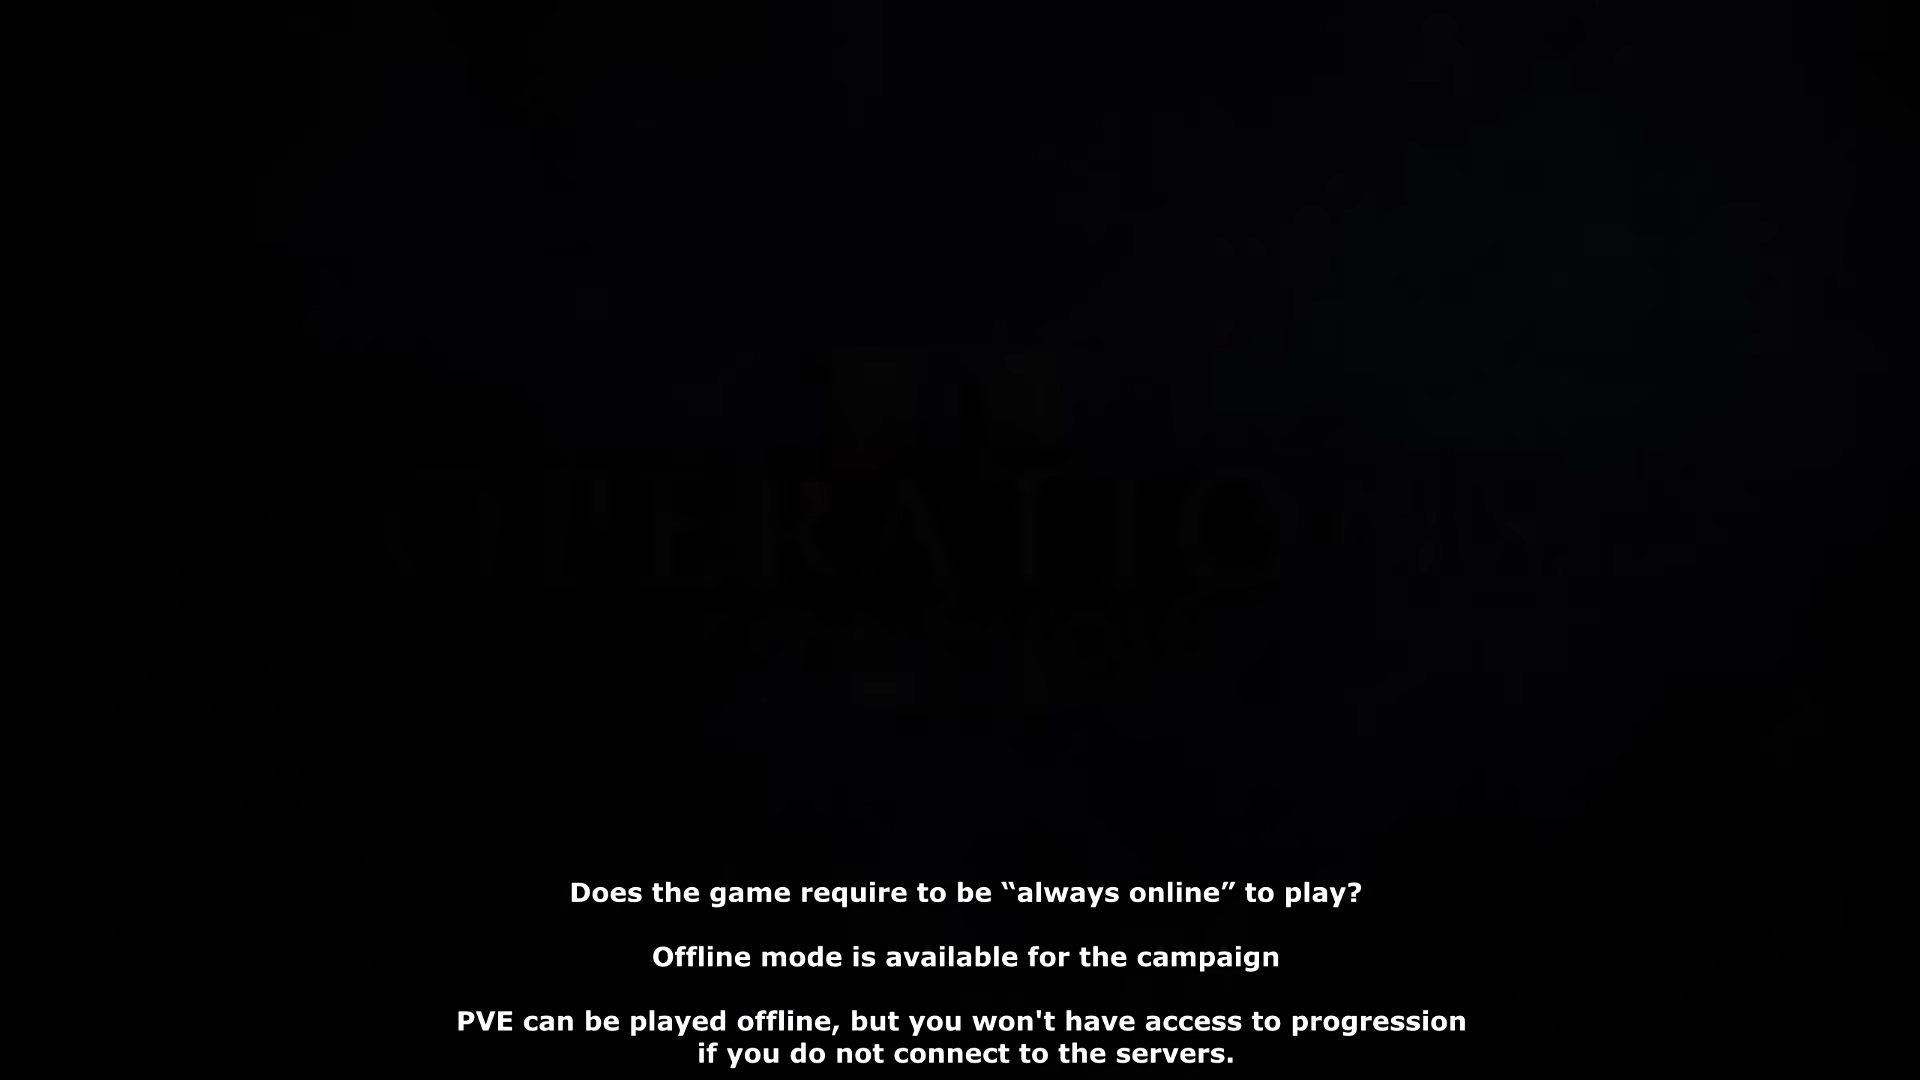 Does the game require to be “always online” to play?
Offline mode is available for the campaign
PVE can be played offline, but you won't have access to progression
if you do not connect to the servers.